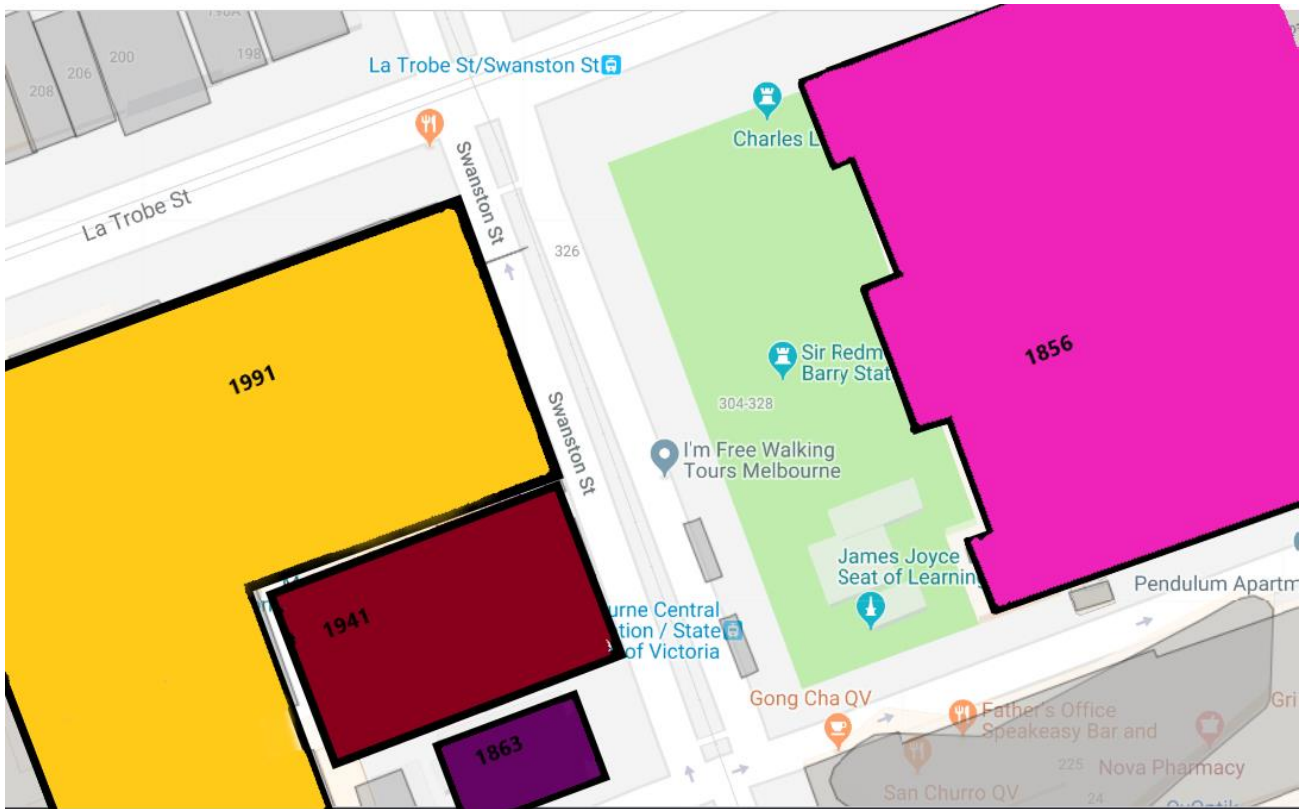 198
200
206
208
La Trobe St/Swanston St
Charles L
La Trobe St
Swanston St
326
1991
1856
Sir Redm
Barry Stat
304-328
Swanston St
I'm Free Walking
Tours Melbourne
James Joyce
Seat of Learning
Pendulum Apartm
1941
urne Central
tion / State
of Victoria
Gong Cha QV
Father's Office
Speakeasy Bar and
Gri
1863
225
Nova Pharmacy
San Churro QV
24